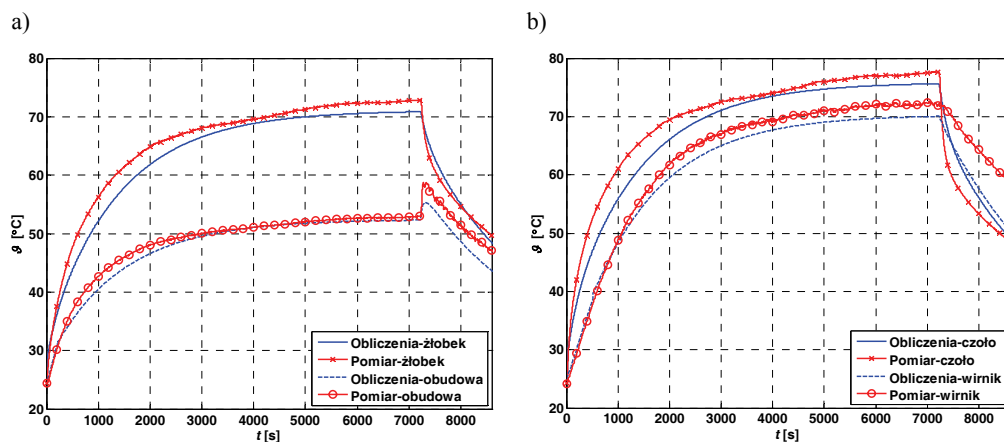 a)
b)
80
70
60
50
40
30
20
0 1000 2000 3000 4000 5000 6000 7000 8000
ϑ [°C]
t [s]
Obliczenia-żłobek
Pomiar-żłobek
Obliczenia-obudowa
Pomiar-obudowa
80
70
60
50
40
30
20
0 1000 2000 3000 4000 5000 6000 7000 8000
ϑ [°C]
t [s]
Obliczenia-czoło
Pomiar-czoło
Obliczenia-wirnik
Pomiar-wirnik